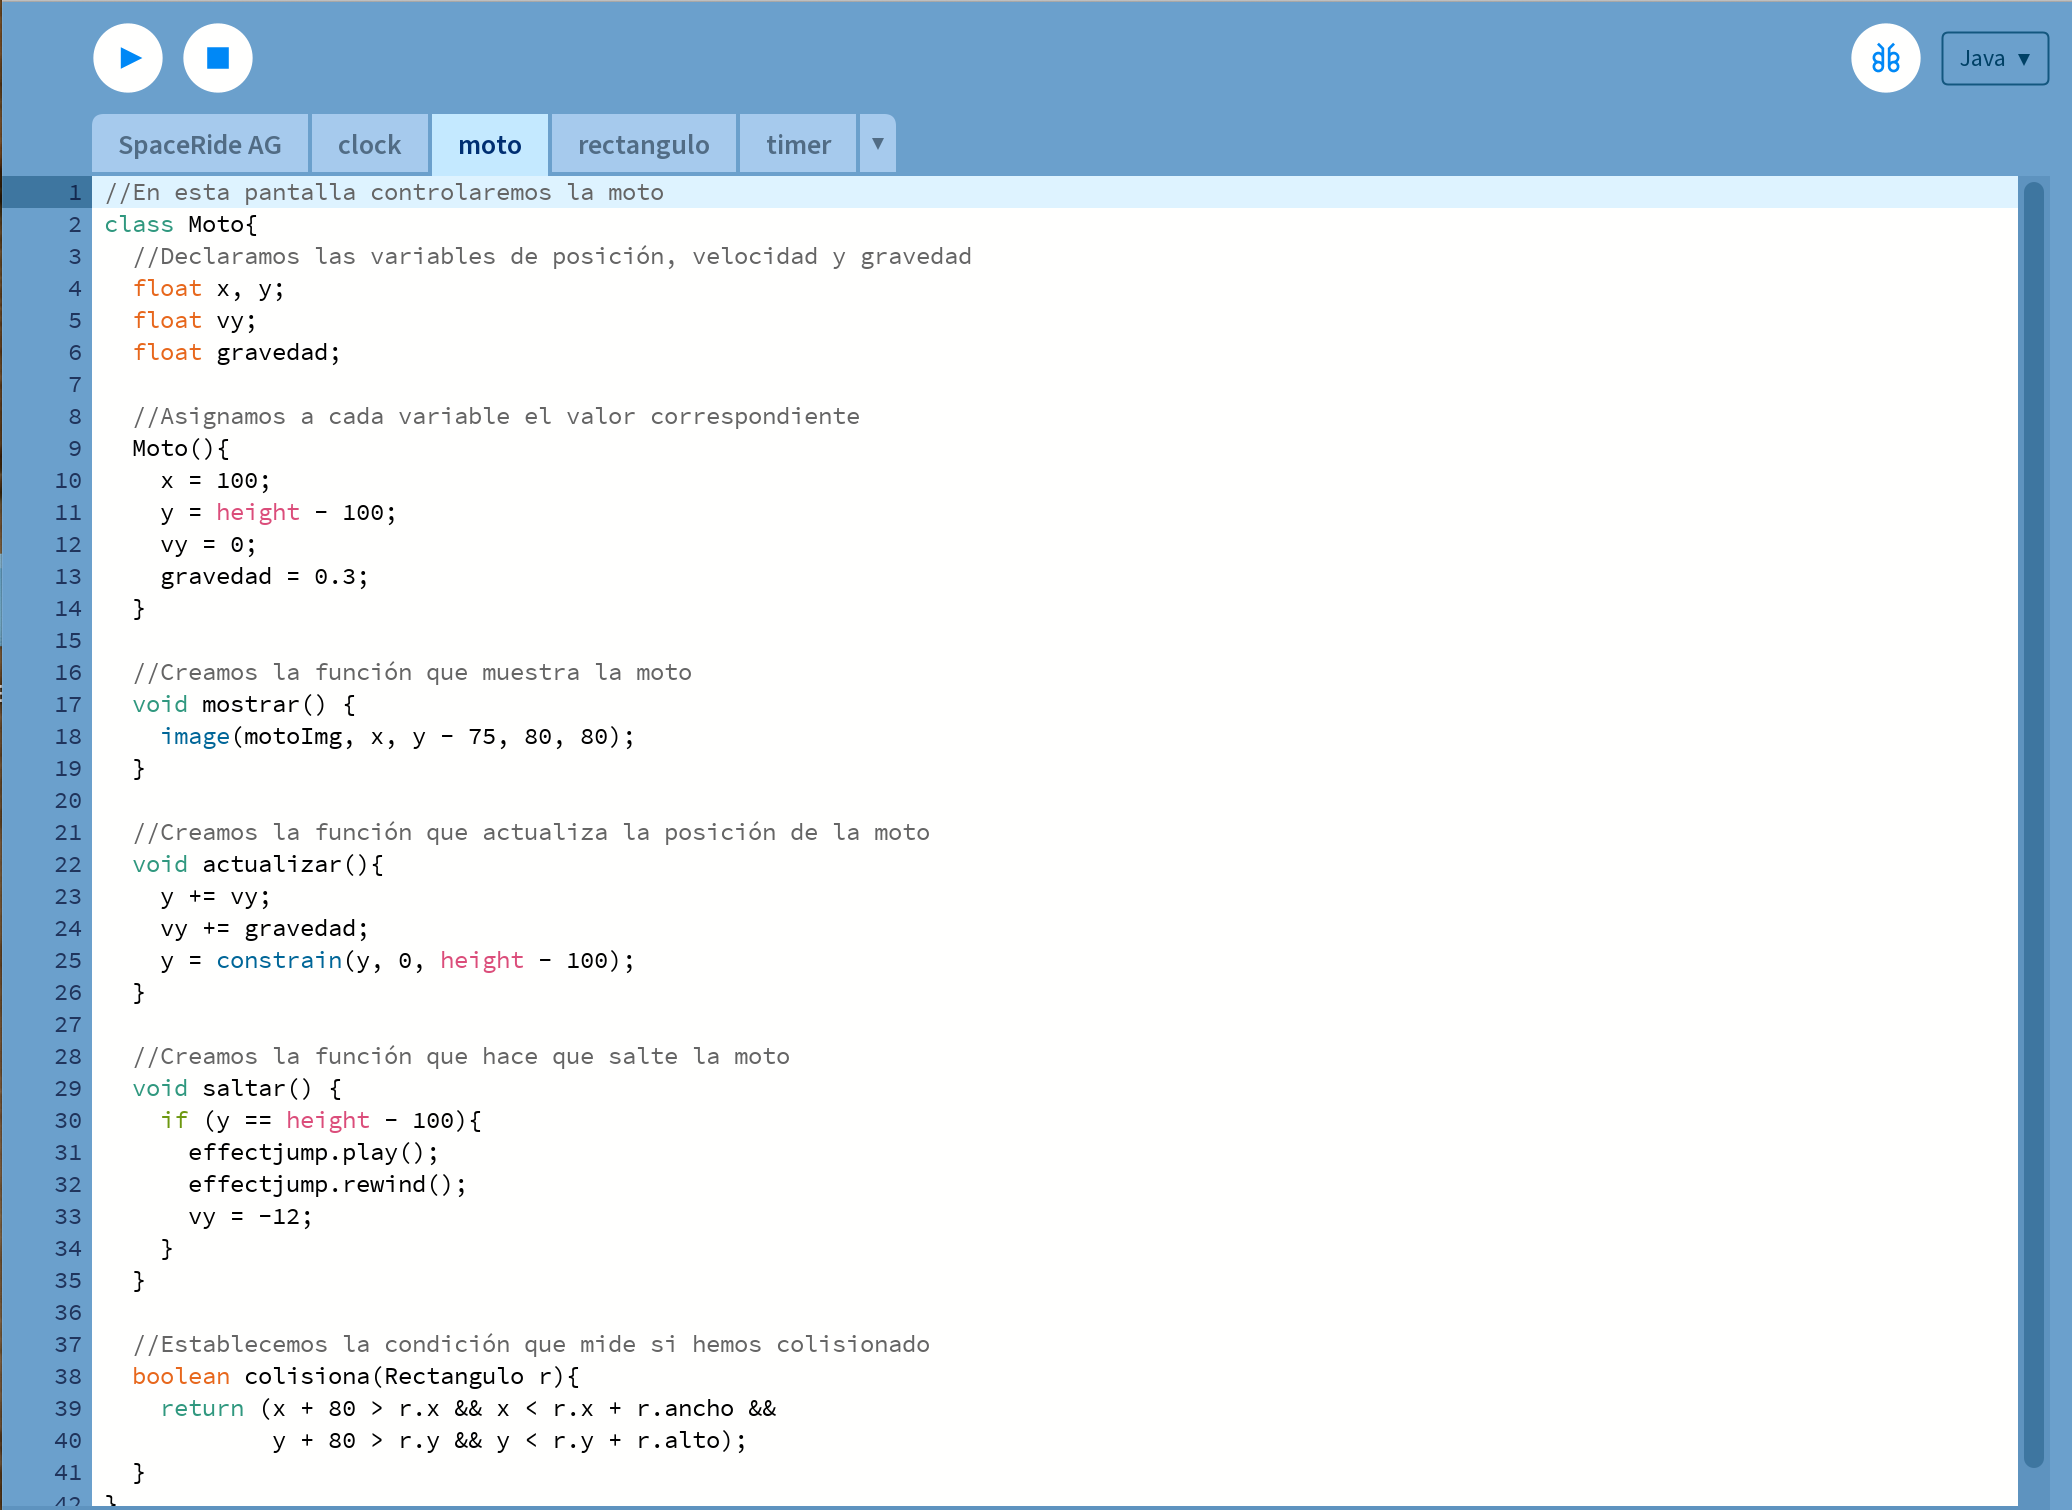 Java ▼
SpaceRide AG clock moto rectangulo timer ▼
1 //En esta pantalla controlaremos la moto
2 class Moto{
3   //Declaramos las variables de posición, velocidad y gravedad
4   float x, y;
5   float vy;
6   float gravedad;
7
8   //Asignamos a cada variable el valor correspondiente
9   Moto(){
10     x = 100;
11     y = height - 100;
12     vy = 0;
13     gravedad = 0.3;
14   }
15
16   //Creamos la función que muestra la moto
17   void mostrar() {
18     image(motoImg, x, y - 75, 80, 80);
19   }
20
21   //Creamos la función que actualiza la posición de la moto
22   void actualizar(){
23     y += vy;
24     vy += gravedad;
25     y = constrain(y, 0, height - 100);
26   }
27
28   //Creamos la función que hace que salte la moto
29   void saltar() {
30     if (y == height - 100){
31       effectjump.play();
32       effectjump.rewind();
33       vy = -12;
34     }
35   }
36
37   //Establecemos la condición que mide si hemos colisionado
38   boolean colisiona(Rectangulo r){
39     return (x + 80 > r.x && x < r.x + r.ancho &&
40             y + 80 > r.y && y < r.y + r.alto);
41   }
42 }